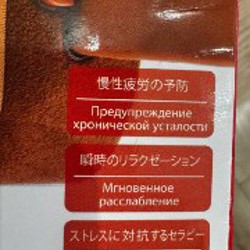 慢性疲労の予防
Предупреждение
хронической усталости
瞬時のリラクゼーション
Мгновенное
расслабление
ストレスに対抗するセラピー